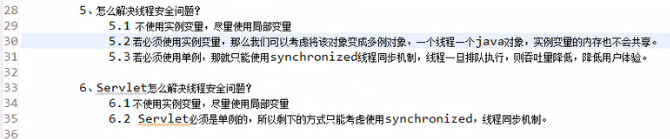 28 5、怎么解决线程安全问题?
29 5.1 不使用实例变量，尽量使用局部变量
30 5.2 若必须使用实例变量，那么我们可以考虑将该对象变成多例对象，一个线程一个java对象，实例变量的内存也不会共享。
31 5.3 若必须使用单例，那就只能使用synchronized线程同步机制，线程一旦排队执行，则吞吐量降低，降低用户体验。
32
33 6、Servlet怎么解决线程安全问题?
34 6.1 不使用实例变量，尽量使用局部变量
35 6.2 Servlet必须是单例的，所以剩下的方式只能考虑使用synchronized，线程同步机制。
36